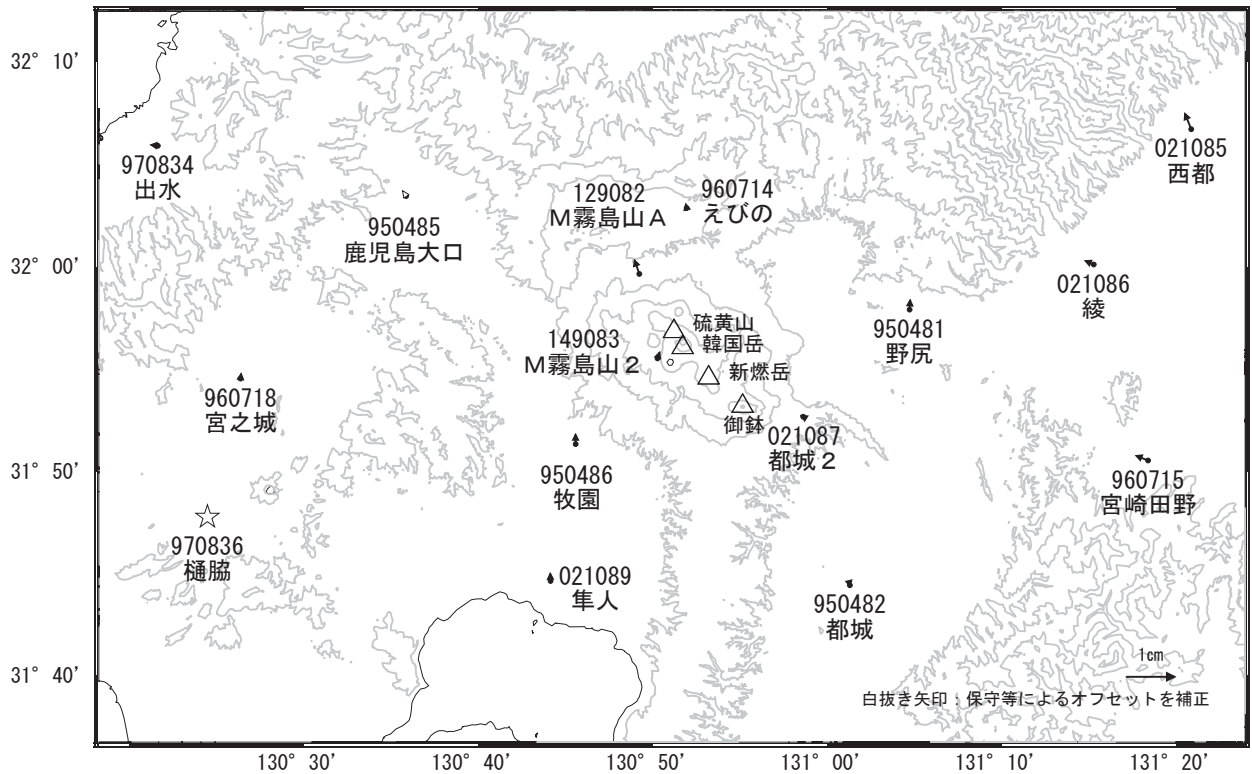 32° 10'
021085
西都
970834
出水
129082
M霧島山A
960714
えびの
950485
鹿児島大口
32° 00'
021086
綾
950481
野尻
硫黄山
韓国岳
149083
M霧島山2
新燃岳
960718
宮之城
御鉢
021087
都城2
31° 50'
950486
牧園
960715
宮崎田野
970836
樋脇
021089
隼人
950482
都城
1cm
31° 40'
白抜き矢印：保守等によるオフセットを補正
130° 30' 130° 40' 130° 50' 131° 00' 131° 10' 131° 20'